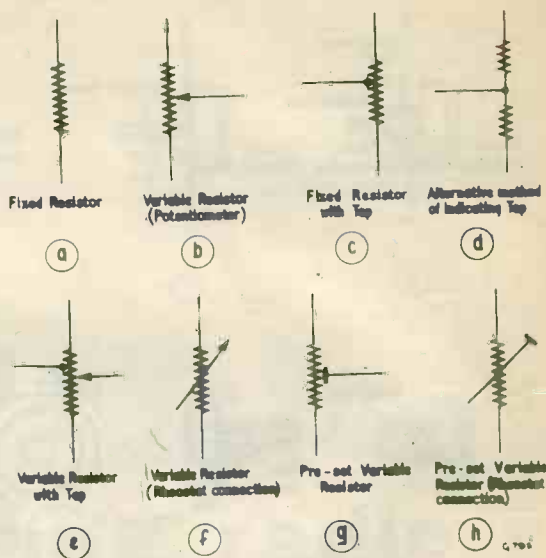 Fixed Resistor
Variable Resistor
(Potentiometer)
Fixed Resistor
with Tap
Alternative method
of indicating Tap
a
b
c
d
Variable Resistor
with Tap
Variable Resistor
(Rheostat connection)
Pre-set Variable
Resistor
Pre-set Variable
Resistor (Rheostat
connection)
e
f
g
h